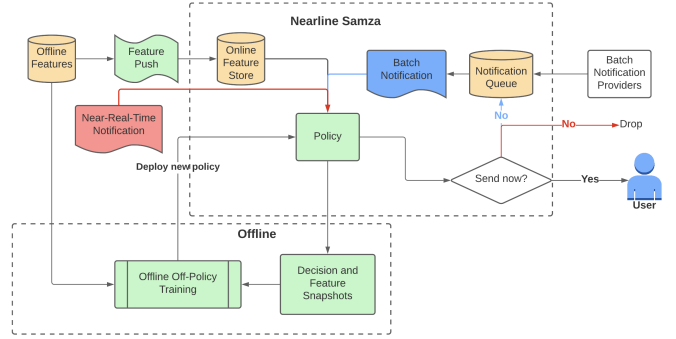 Nearline Samza
Offline
Features
Feature
Push
Online
Feature
Store
Batch
Notification
Notification
Queue
Batch
Notification
Providers
Near-Real-Time
Notification
No
No
Drop
Policy
Deploy new policy
Send now?
Yes
User
Offline
Offline Off-Policy
Training
Decision and
Feature
Snapshots